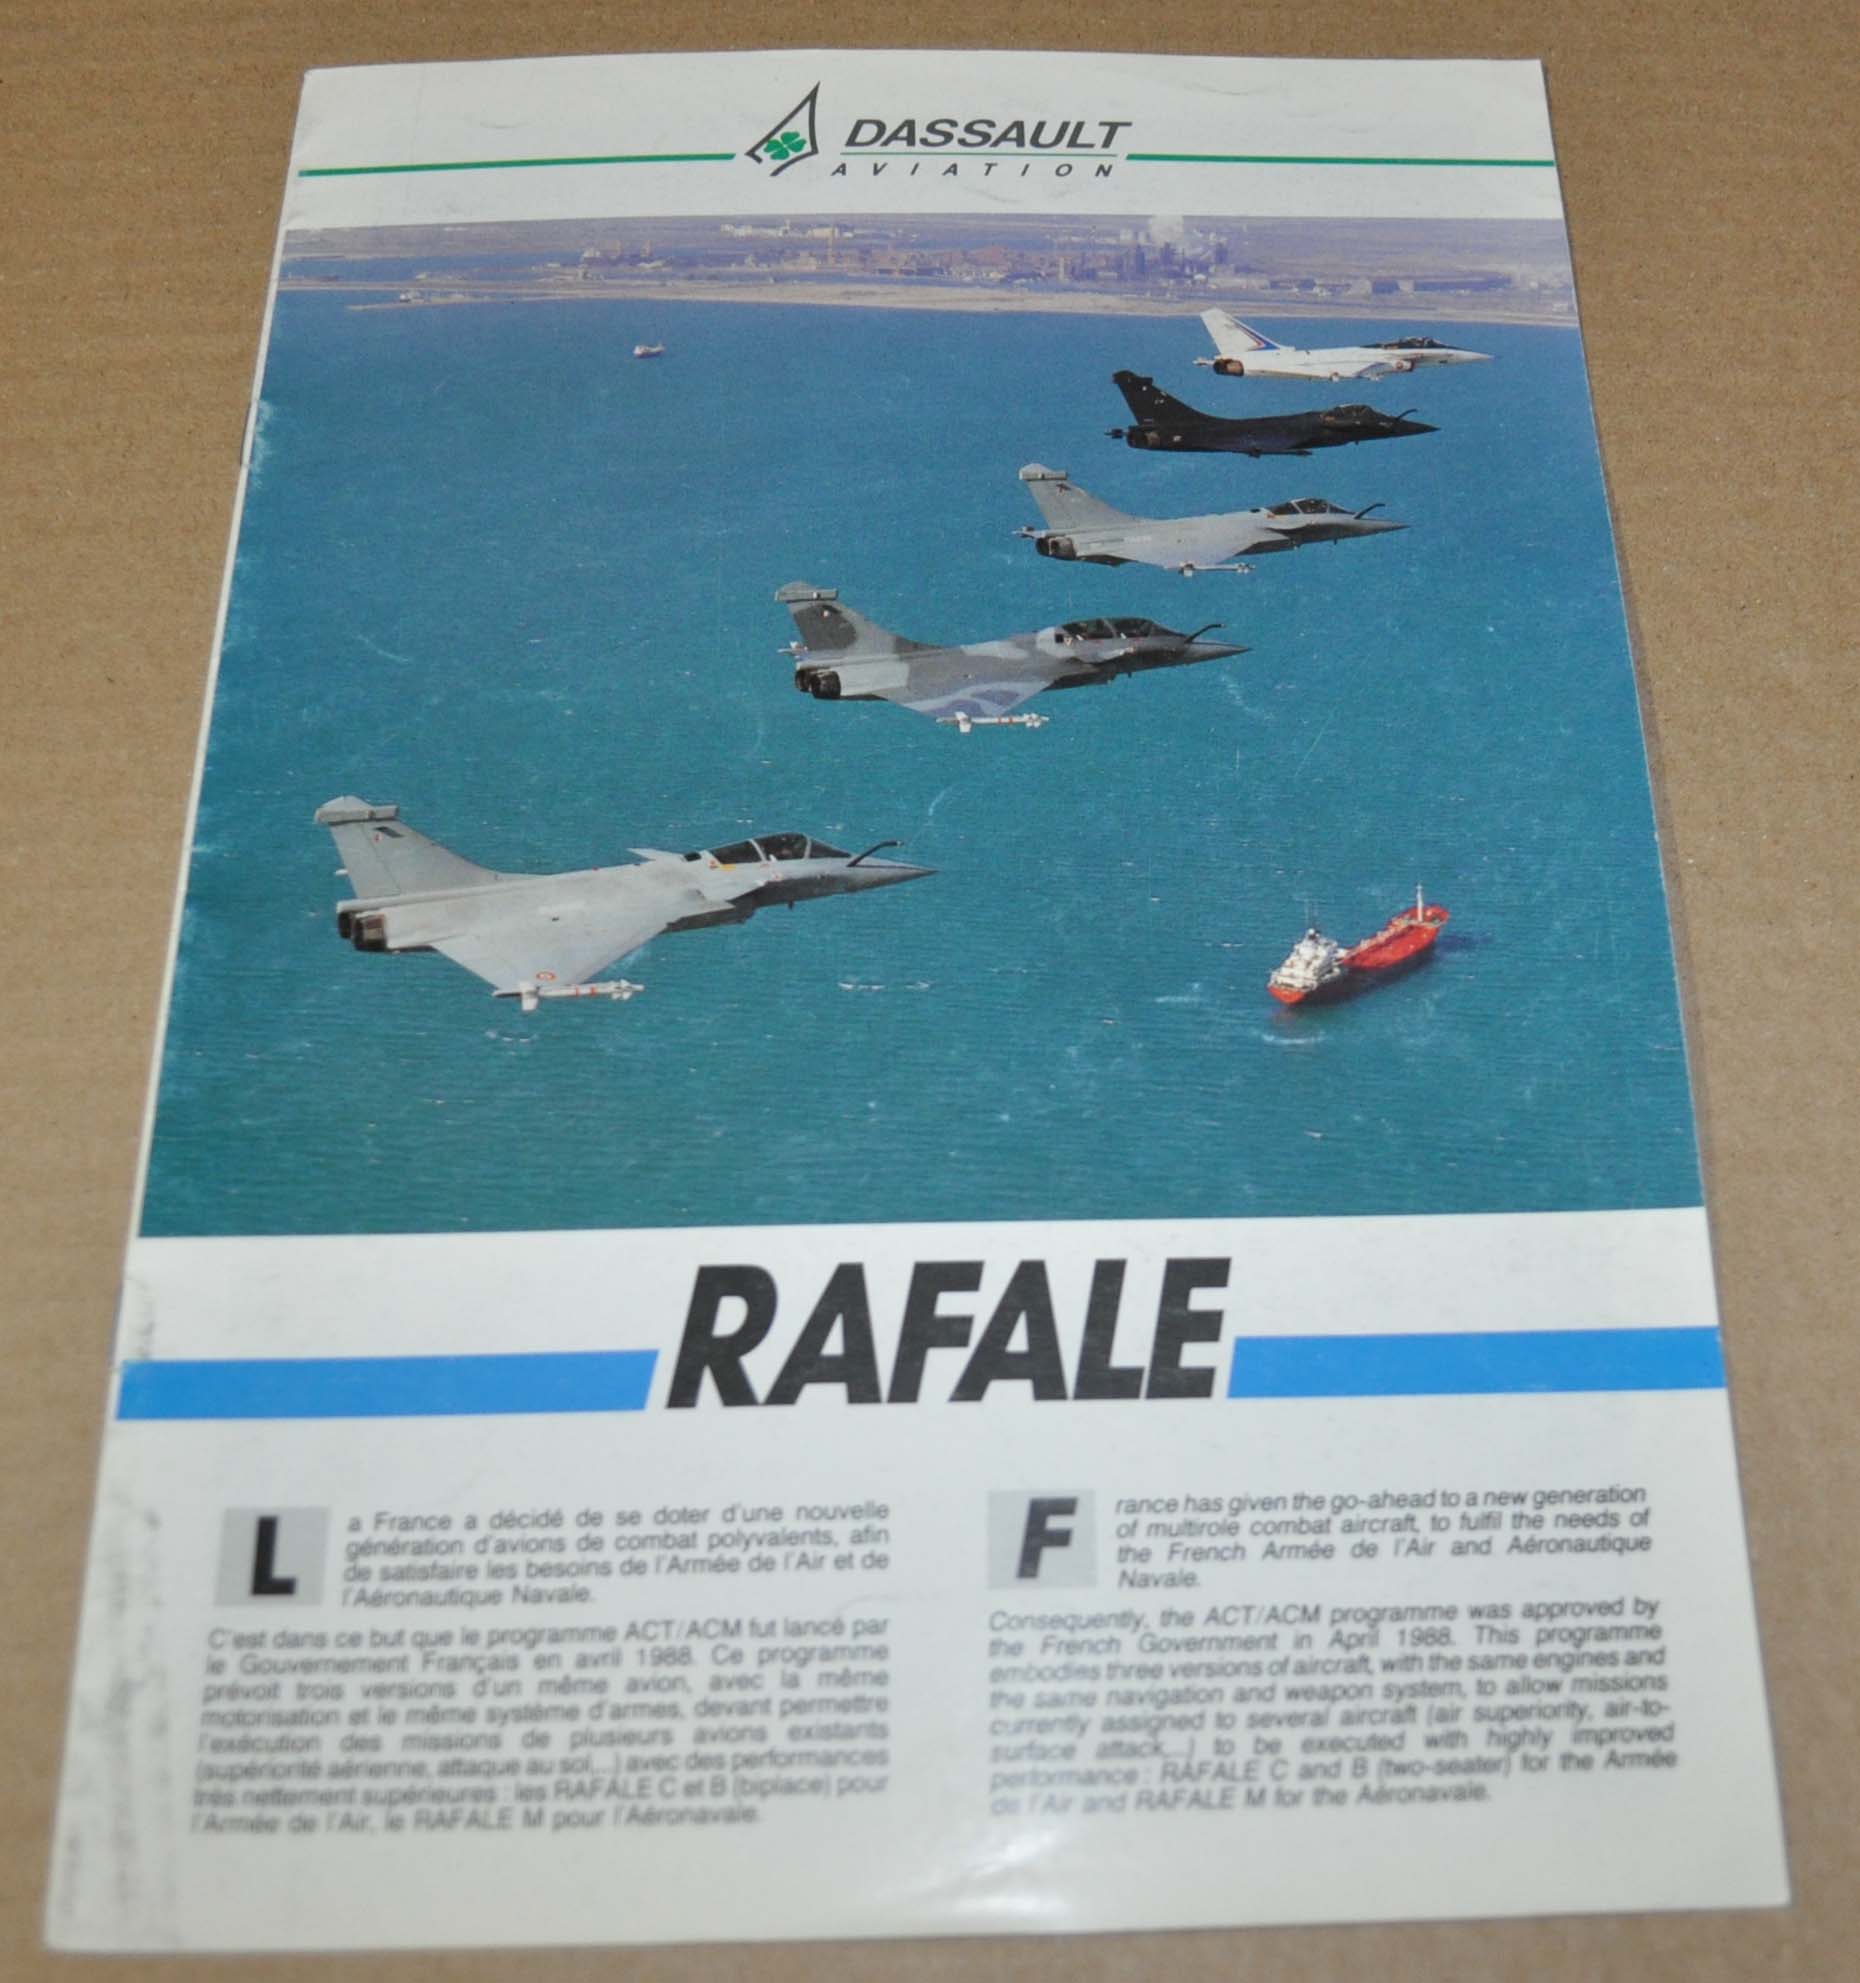 DASSAULT
AVIATION
RAFALE
La France a décidé de se doter d'une nouvelle
génération d'avions de combat polyvalents, afin
de satisfaire les besoins de l'Armée de l'Air et de
l'Aéronautique Navale.
C'est dans ce but que le programme ACT/ACM fut lancé par
le Gouvernement Français en avril 1988. Ce programme
prévoit trois versions d'un même avion, avec la même
motorisation et le même système d'armes, devant permettre
l'exécution des missions de plusieurs avions existants
(supériorité aérienne, attaque au sol,...) avec des performances
très nettement supérieures : les RAFALE C et B (biplace) pour
l'Armée de l'Air, le RAFALE M pour l'Aéronavale.
France has given the go-ahead to a new generation
of multirole combat aircraft, to fulfil the needs of
the French Armée de l'Air and Aéronautique
Navale.
Consequently, the ACT/ACM programme was approved by
the French Government in April 1988. This programme
embodies three versions of aircraft, with the same engines and
the same navigation and weapon system, to allow missions
currently assigned to several aircraft (air superiority, air-to-
surface attack,...) to be executed with highly improved
performance : RAFALE C and B (two-seater) for the Armée
de l'Air and RAFALE M for the Aéronavale.